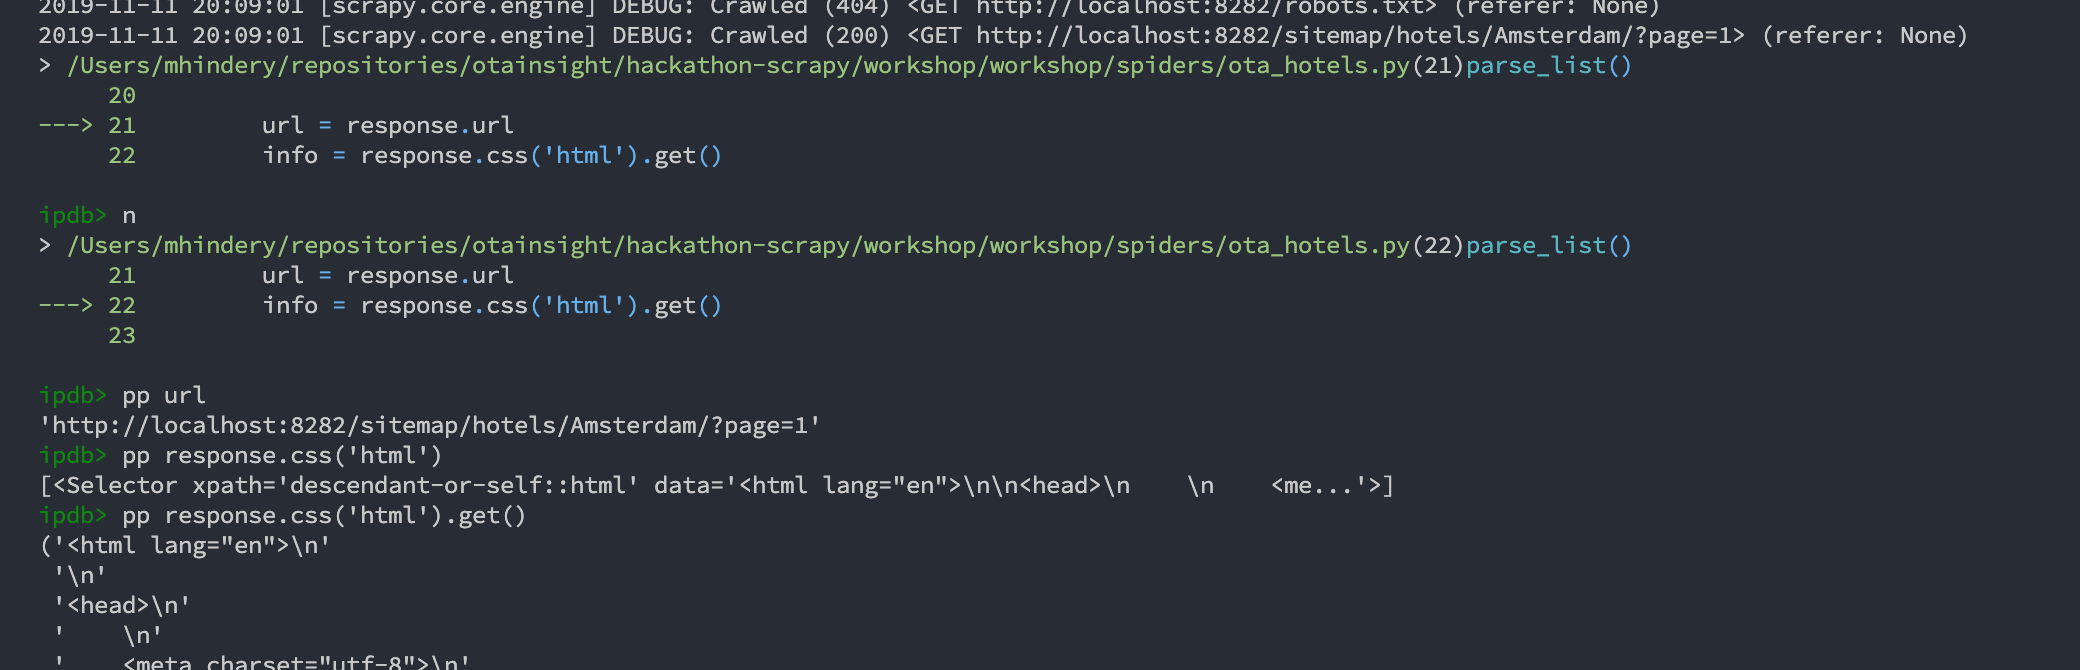 2019-11-11 20:09:01 [scrapy.core.engine] DEBUG: Crawled (404) <GET http://localhost:8282/robots.txt> (referer: None)
2019-11-11 20:09:01 [scrapy.core.engine] DEBUG: Crawled (200) <GET http://localhost:8282/sitemap/hotels/Amsterdam/?page=1> (referer: None)
> /Users/mhindery/repositories/otainsight/hackathon-scrapy/workshop/workshop/spiders/ota_hotels.py(21)parse_list()
     20
---> 21         url = response.url
     22         info = response.css('html').get()

ipdb> n
> /Users/mhindery/repositories/otainsight/hackathon-scrapy/workshop/workshop/spiders/ota_hotels.py(22)parse_list()
     21         url = response.url
---> 22         info = response.css('html').get()
     23

ipdb> pp url
'http://localhost:8282/sitemap/hotels/Amsterdam/?page=1'
ipdb> pp response.css('html')
[<Selector xpath='descendant-or-self::html' data='<html lang="en">\n\n<head>\n    \n    <me...'>]
ipdb> pp response.css('html').get()
('<html lang="en">\n'
 '\n'
 '<head>\n'
 '    \n'
 '    <meta charset="utf-8">\n'